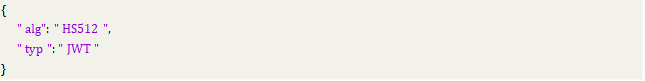 {
" alg": " HS512 ",
" typ ": " JWT "
}